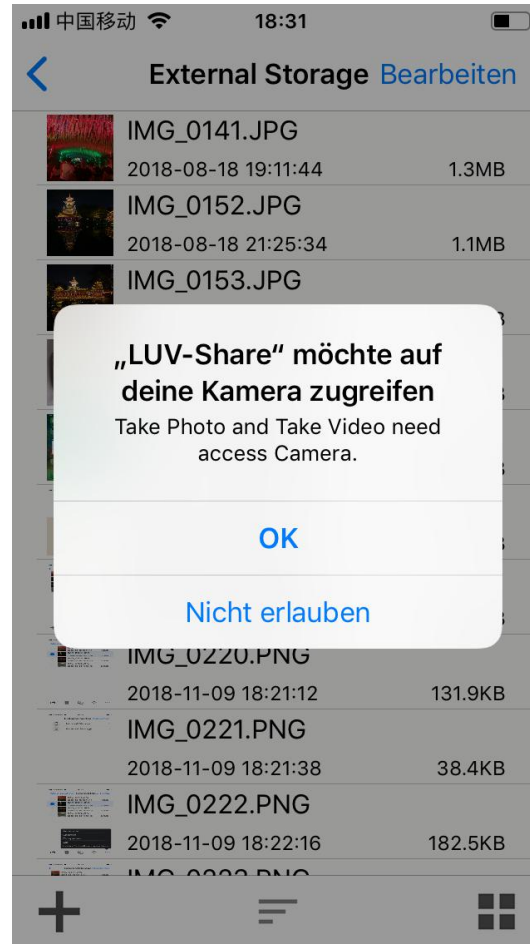 中国移动 18:31
External Storage Bearbeiten
IMG_0141.JPG
2018-08-18 19:11:44 1.3MB
IMG_0152.JPG
2018-08-18 21:25:34 1.1MB
IMG_0153.JPG
„LUV-Share“ möchte auf
deine Kamera zugreifen
Take Photo and Take Video need
access Camera.
OK
Nicht erlauben
IMG_0220.PNG
2018-11-09 18:21:12 131.9KB
IMG_0221.PNG
2018-11-09 18:21:38 38.4KB
IMG_0222.PNG
2018-11-09 18:22:16 182.5KB